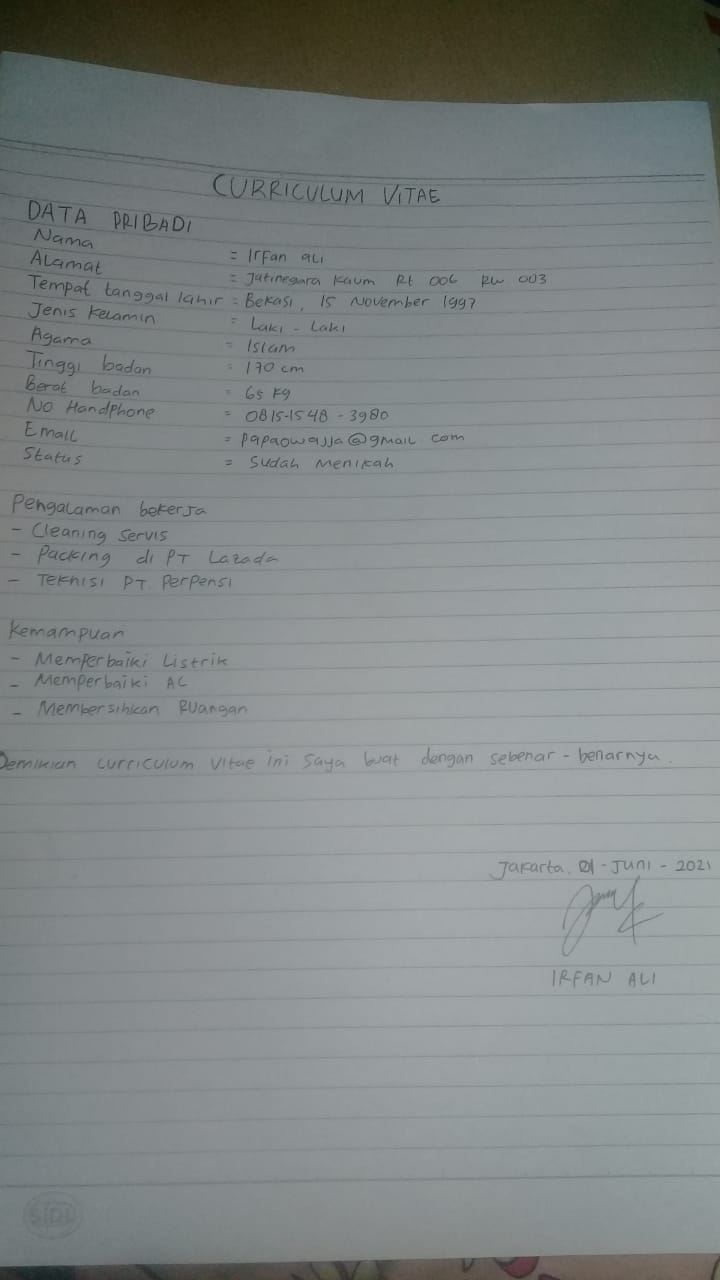 CURRICULUM VITAE
DATA PRIBADI
Nama = Irfan ali
Alamat = Jatinegara kaum Rt 006 Rw 003
Tempat tanggal lahir = Bekasi, 15 November 1997
Jenis Kelamin = Laki - Laki
Agama = Islam
Tinggi badan = 170 cm
Berat badan = 65 kg
No Handphone = 0815-1548-3980
Email = papaowajja@gmail.com
Status = Sudah Menikah
Pengalaman bekerja
- Cleaning Servis
- Packing di PT Lazada
- Teknisi PT Perpensi
Kemampuan
- Memperbaiki Listrik
- Memperbaiki AC
- Membersihkan Ruangan
Demikian curriculum vitae ini saya buat dengan sebenar-benarnya.
Jakarta, 01-Juni-2021
IRFAN ALI
SIDU